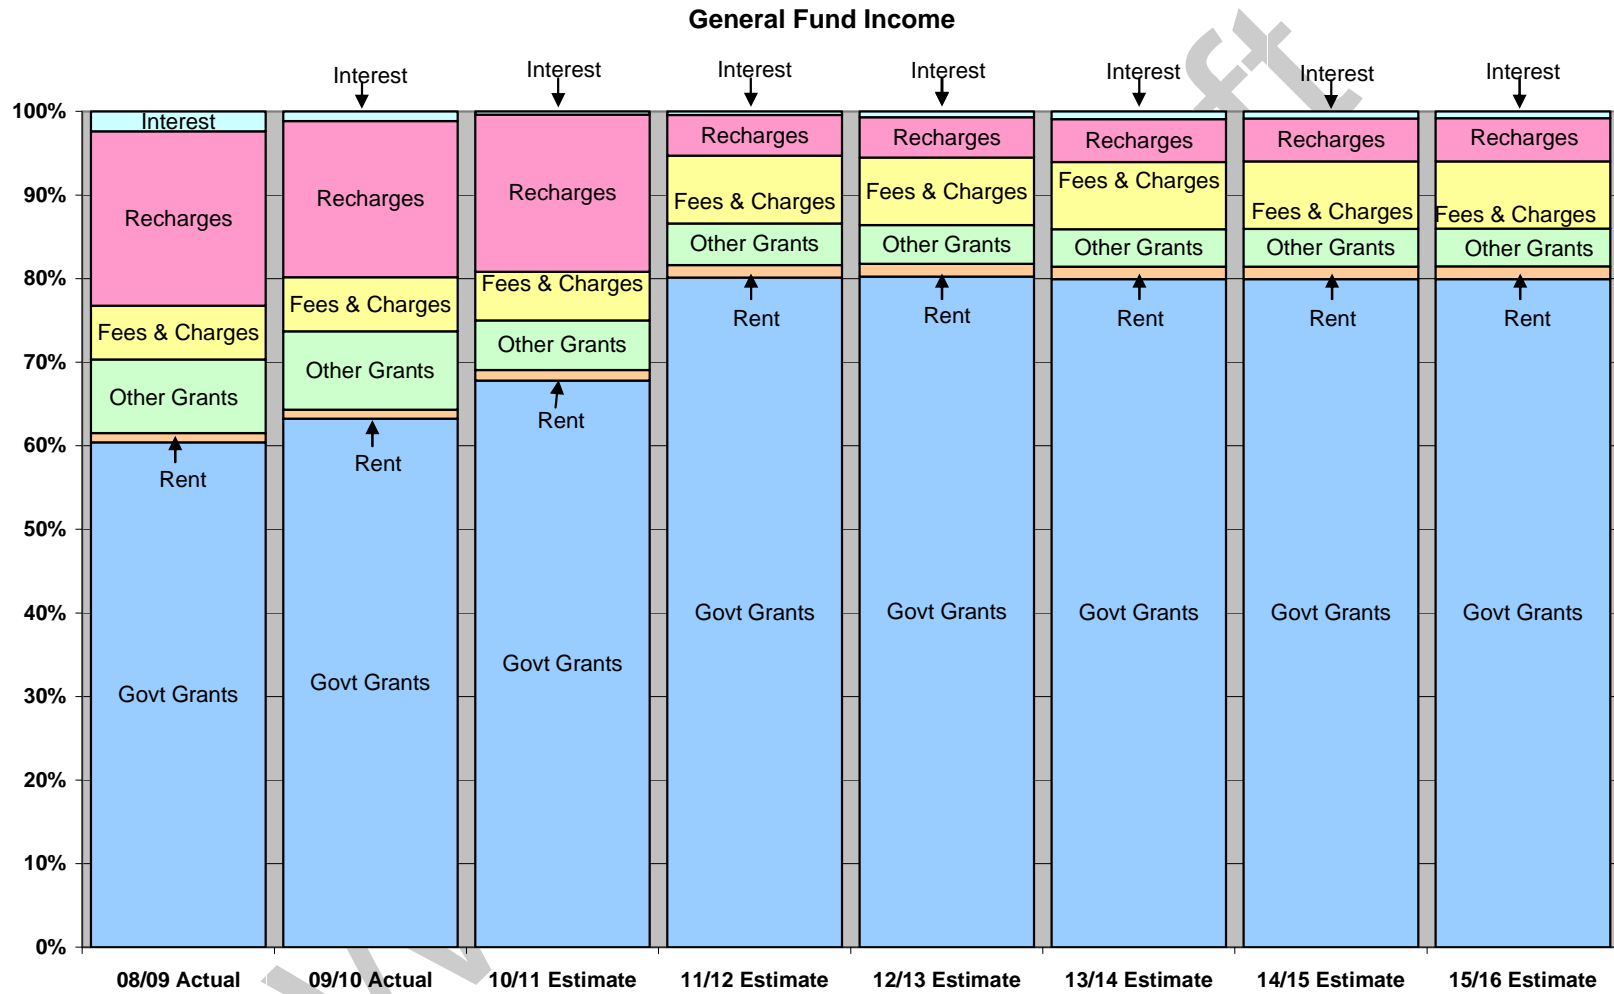 General Fund Income
Interest
Interest
Interest
Interest
Interest
Interest
Interest
100%
90%
80%
70%
60%
50%
40%
30%
20%
10%
0%
Interest
Recharges
Fees & Charges
Other Grants
Rent
Govt Grants
Recharges
Fees & Charges
Other Grants
Rent
Govt Grants
Recharges
Fees & Charges
Other Grants
Rent
Govt Grants
Recharges
Fees & Charges
Other Grants
Rent
Govt Grants
Recharges
Fees & Charges
Other Grants
Rent
Govt Grants
Recharges
Fees & Charges
Other Grants
Rent
Govt Grants
Recharges
Fees & Charges
Other Grants
Rent
Govt Grants
Recharges
Fees & Charges
Other Grants
Rent
Govt Grants
08/09 Actual
09/10 Actual
10/11 Estimate
11/12 Estimate
12/13 Estimate
13/14 Estimate
14/15 Estimate
15/16 Estimate